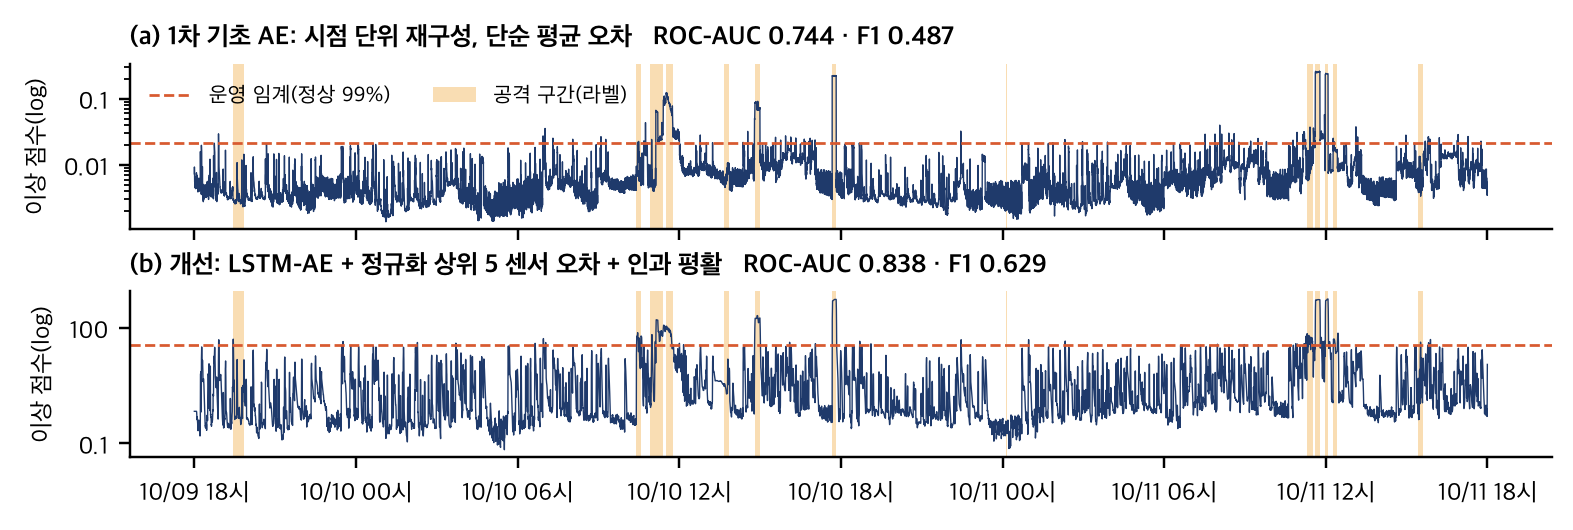 (a) 1차 기초 AE: 시점 단위 재구성, 단순 평균 오차 ROC-AUC 0.744 · F1 0.487
이상 점수(log)
0.1
0.01
운영 임계(정상 99%)
공격 구간(라벨)
(b) 개선: LSTM-AE + 정규화 상위 5 센서 오차 + 인과 평활 ROC-AUC 0.838 · F1 0.629
이상 점수(log)
100
0.1
10/09 18시 10/10 00시 10/10 06시 10/10 12시 10/10 18시 10/11 00시 10/11 06시 10/11 12시 10/11 18시